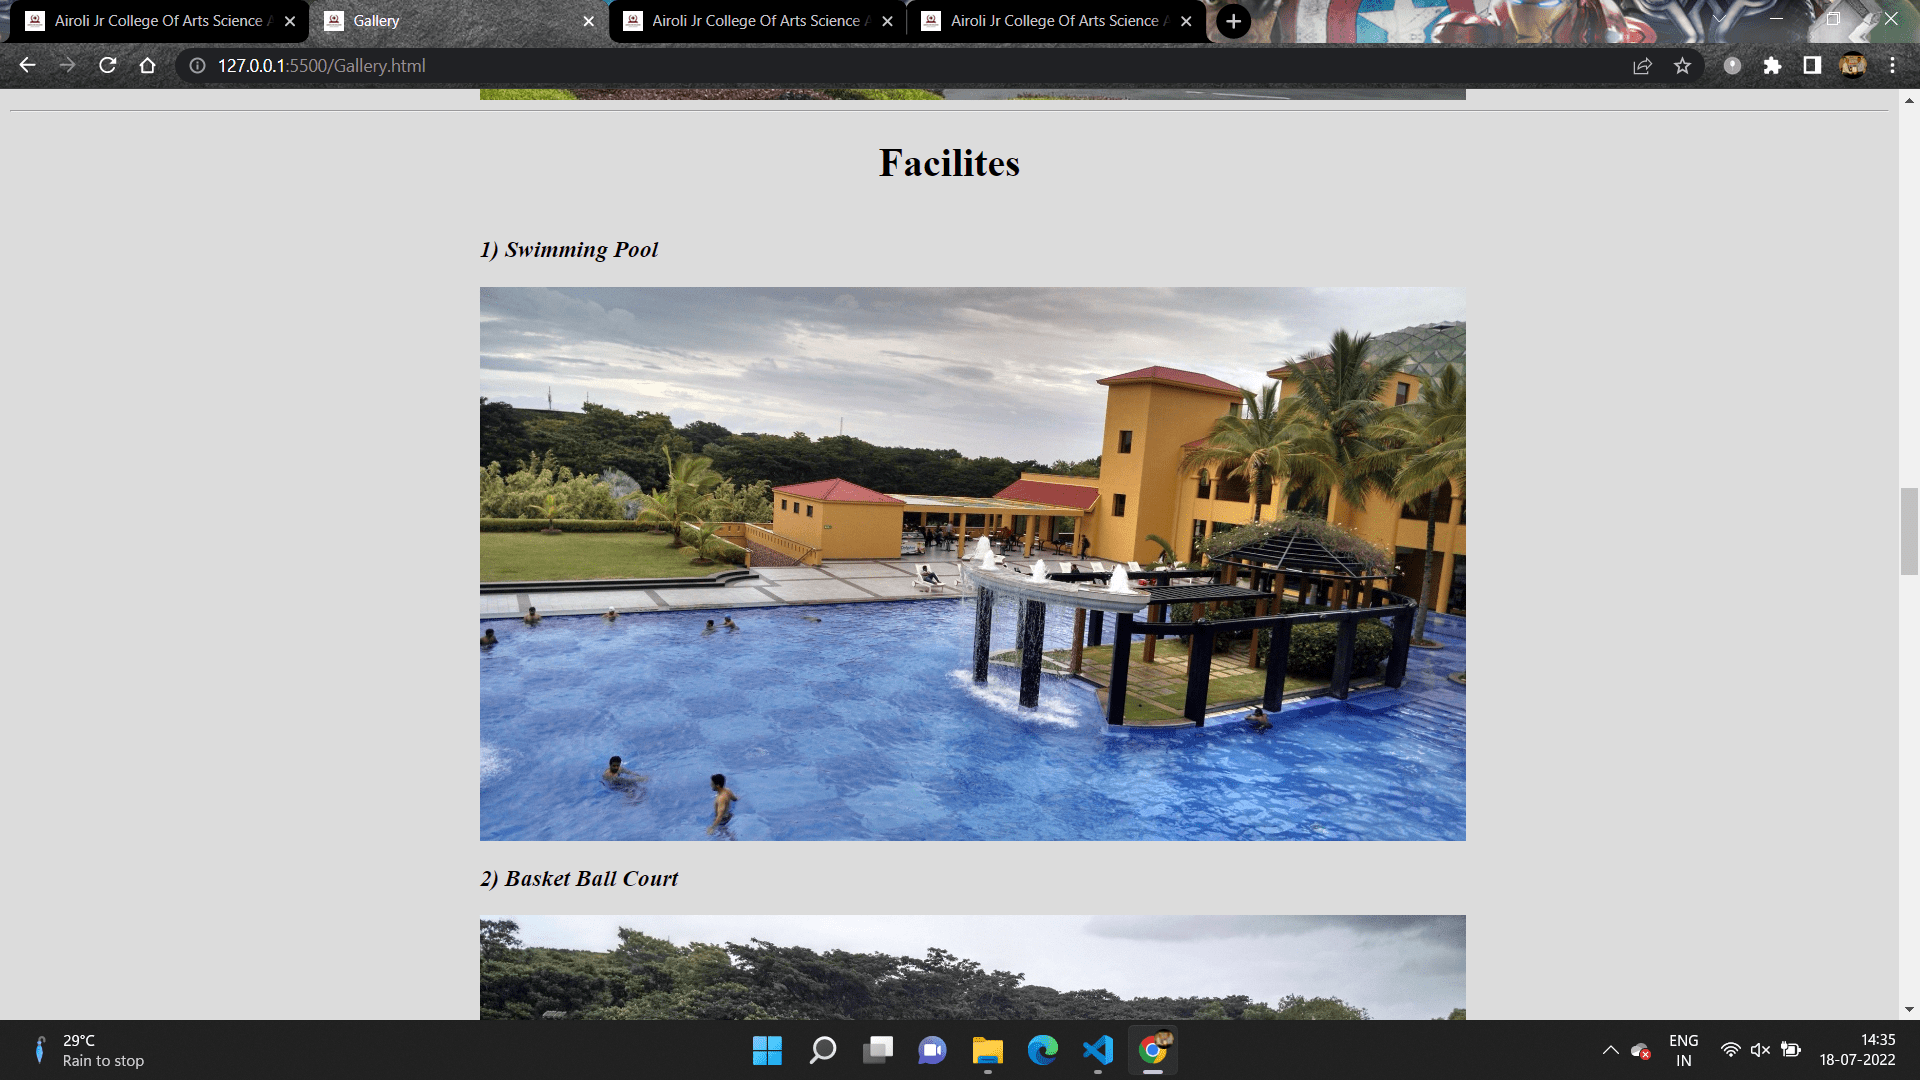 Airoli Jr College Of Arts Science
Gallery
Airoli Jr College Of Arts Science
Airoli Jr College Of Arts Science
127.0.0.1:5500/Gallery.html
Facilites
1) Swimming Pool
2) Basket Ball Court
29°C
Rain to stop
ENG
IN
14:35
18-07-2022